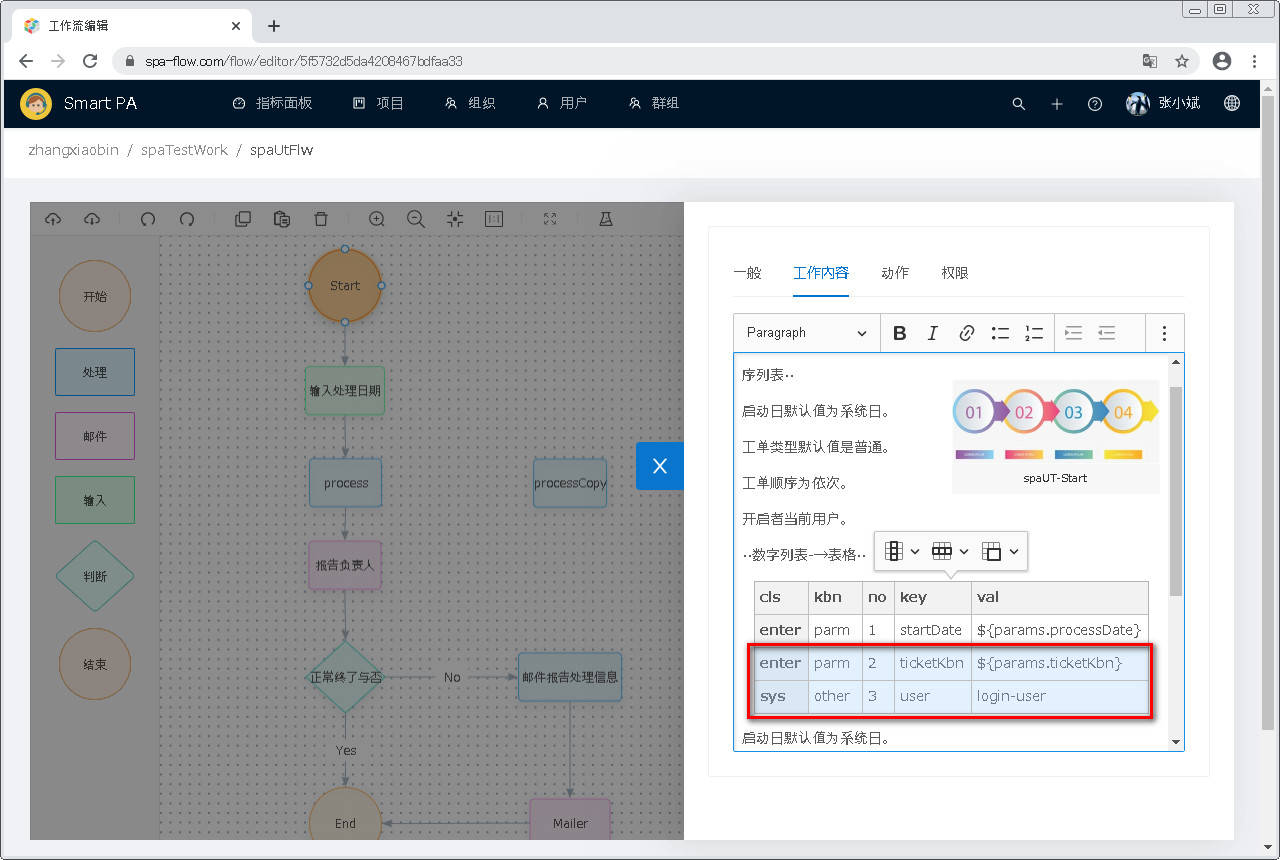 工作流编辑
spa-flow.com/flow/editor/5f5732d5da4208467bdfaa33
Smart PA 指标面板 项目 组织 用户 群组 张小斌
zhangxiaobin / spaTestWork / spaUtFlw
1:1
开始
处理
邮件
输入
判断
结束
Start
输入处理日期
process
processCopy
报告负责人
正常终了与否
No
邮件报告处理信息
Yes
End
Mailer
X
一般 工作内容 动作 权限
Paragraph
B I
序列表··
启动日默认值为系统日。
工单类型默认值是普通。
工单顺序为依次。
开启者当前用户。
01 02 03 04
spaUT-Start
··数字列表-→表格··
cls kbn no key val
enter parm 1 startDate ${params.processDate}
enter parm 2 ticketKbn ${params.ticketKbn}
sys other 3 user login-user
启动日默认值为系统日。